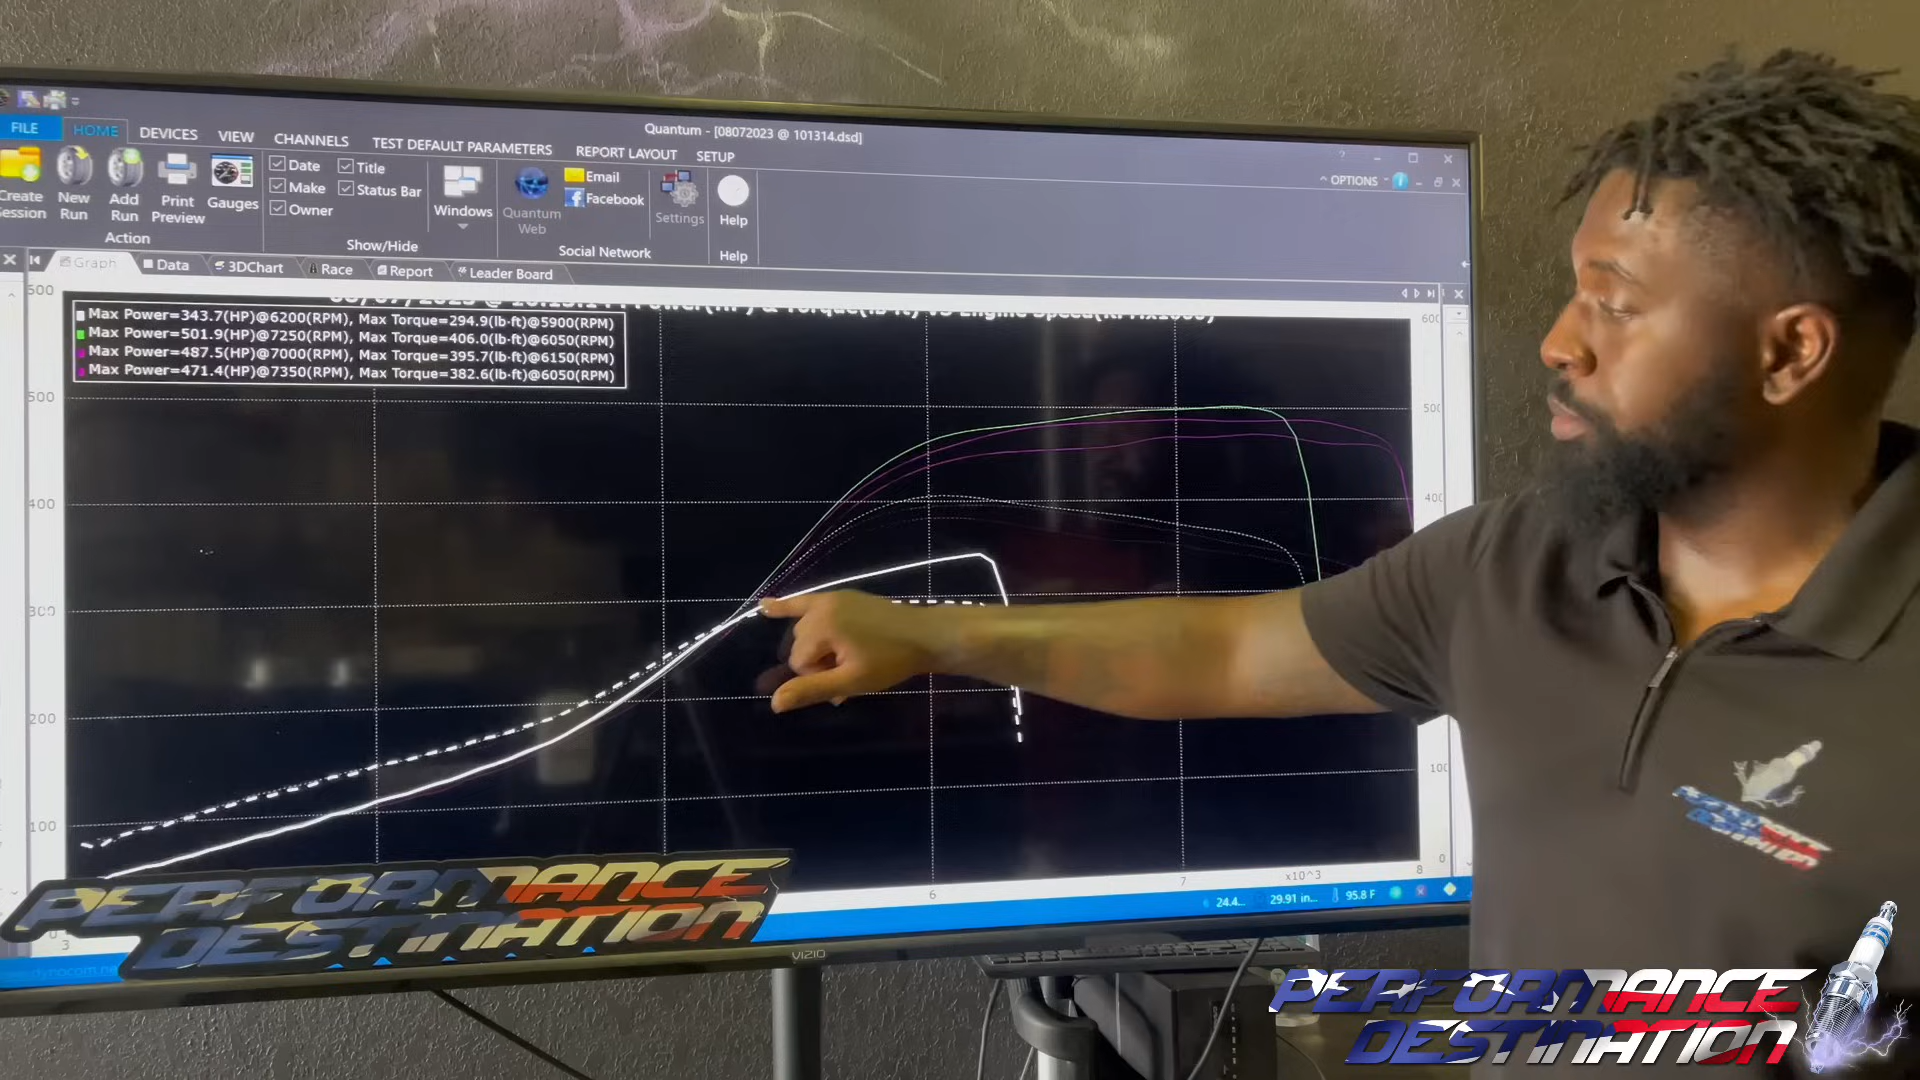 Quantum - [08072023 @ 101314.dsd]
FILE HOME DEVICES VIEW CHANNELS TEST DEFAULT PARAMETERS REPORT LAYOUT SETUP
OPTIONS
Create Session
New Run
Add Run
Print Preview
Gauges
Action
Date
Title
Make
Status Bar
Owner
Show/Hide
Windows
Quantum Web
Email
Facebook
Social Network
Settings
Help
Help
Graph Data 3DChart Race Report Leader Board
Max Power=343.7(HP)@6200(RPM), Max Torque=294.9(lb·ft)@5900(RPM)
Max Power=501.9(HP)@7250(RPM), Max Torque=406.0(lb·ft)@6050(RPM)
Max Power=487.5(HP)@7000(RPM), Max Torque=395.7(lb·ft)@6150(RPM)
Max Power=471.4(HP)@7350(RPM), Max Torque=382.6(lb·ft)@6050(RPM)
500
400
300
200
100
500
400
100
0
3
6
7
x10^3
8
24.4...
29.91 in...
95.8 F
VIZIO
PERFORMANCE
DESTINATION
PERFORMANCE
DESTINATION
PERFORMANCE
DESTINATION